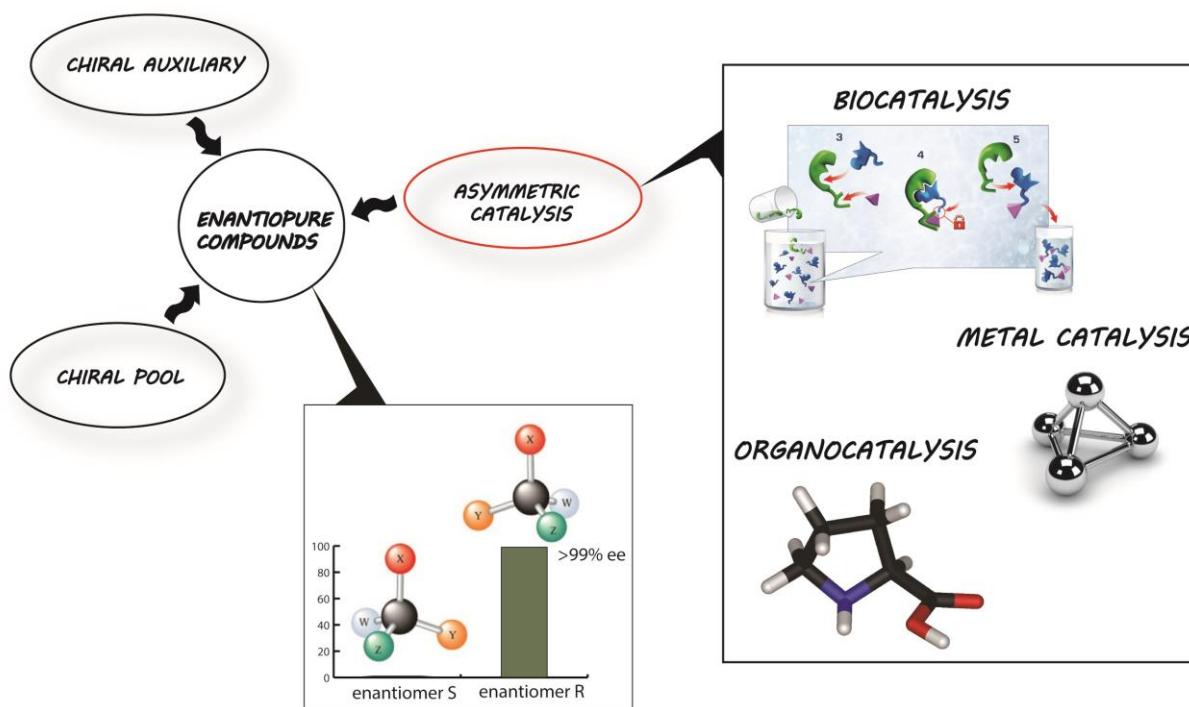 CHIRAL AUXILIARY
ENANTIOPURE
COMPOUNDS
CHIRAL POOL
ASYMMETRIC
CATALYSIS
BIOCATALYSIS
3
4
5
METAL CATALYSIS
ORGANOCATALYSIS
X
Y
W
Z
>99% ee
X
W
Y
Z
100
80
60
40
20
0
enantiomer S
enantiomer R